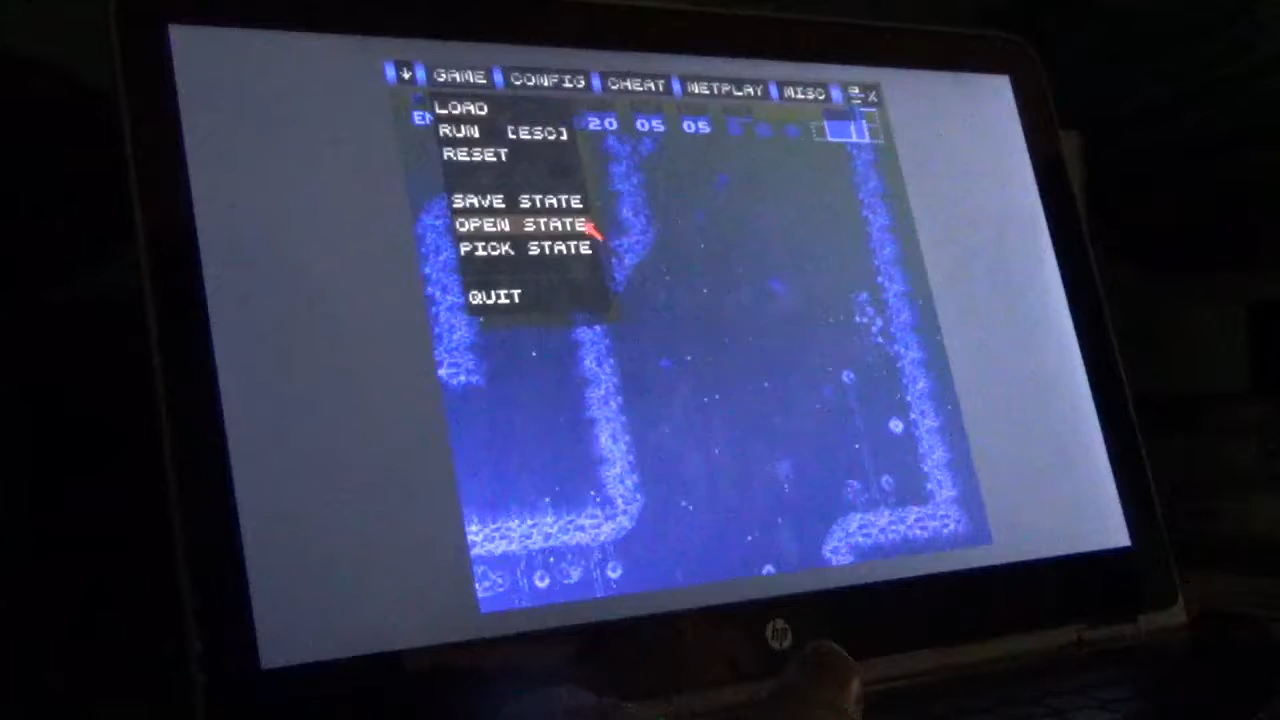 GAME CONFIG CHEAT NETPLAY MISC X
LOAD
EN 20 05 05
RUN [ESC]
RESET
SAVE STATE
OPEN STATE
PICK STATE
QUIT
hp